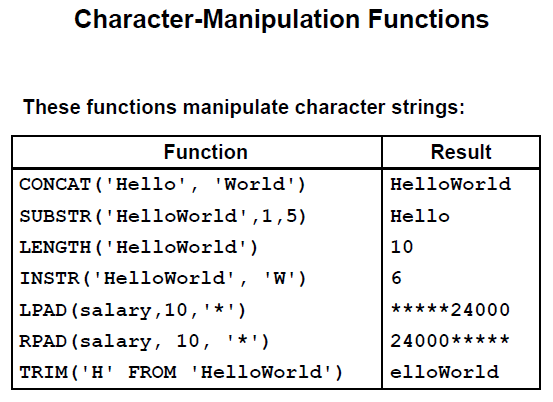 Character-Manipulation Functions
These functions manipulate character strings:
Function Result
CONCAT('Hello', 'World') HelloWorld
SUBSTR('HelloWorld',1,5) Hello
LENGTH('HelloWorld') 10
INSTR('HelloWorld', 'W') 6
LPAD(salary,10,'*') *****24000
RPAD(salary, 10, '*') 24000*****
TRIM('H' FROM 'HelloWorld') elloWorld